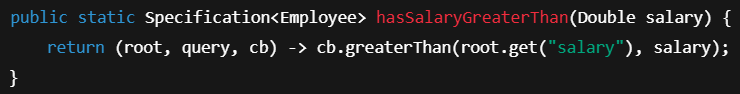 public static Specification<Employee> hasSalaryGreaterThan(Double salary) {
    return (root, query, cb) -> cb.greaterThan(root.get("salary"), salary);
}